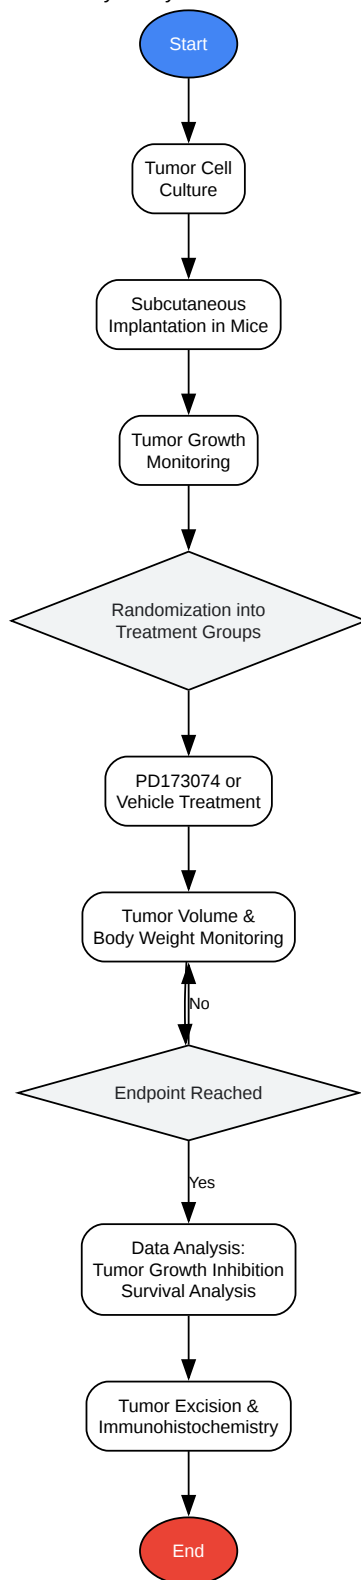 Start
Tumor Cell
Culture
Subcutaneous
Implantation in Mice
Tumor Growth
Monitoring
Randomization into
Treatment Groups
PD173074 or
Vehicle Treatment
Tumor Volume &
Body Weight Monitoring
No
Endpoint Reached
Yes
Data Analysis:
Tumor Growth Inhibition
Survival Analysis
Tumor Excision &
Immunohistochemistry
End